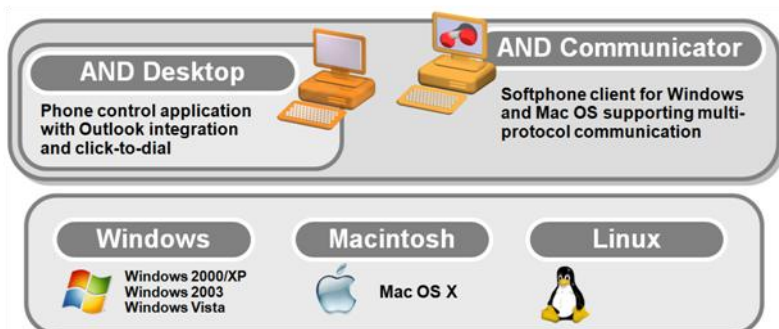 AND Desktop
Phone control application
with Outlook integration
and click-to-dial
AND Communicator
Softphone client for Windows
and Mac OS supporting multi-
protocol communication
Windows
Windows 2000/XP
Windows 2003
Windows Vista
Macintosh
Mac OS X
Linux